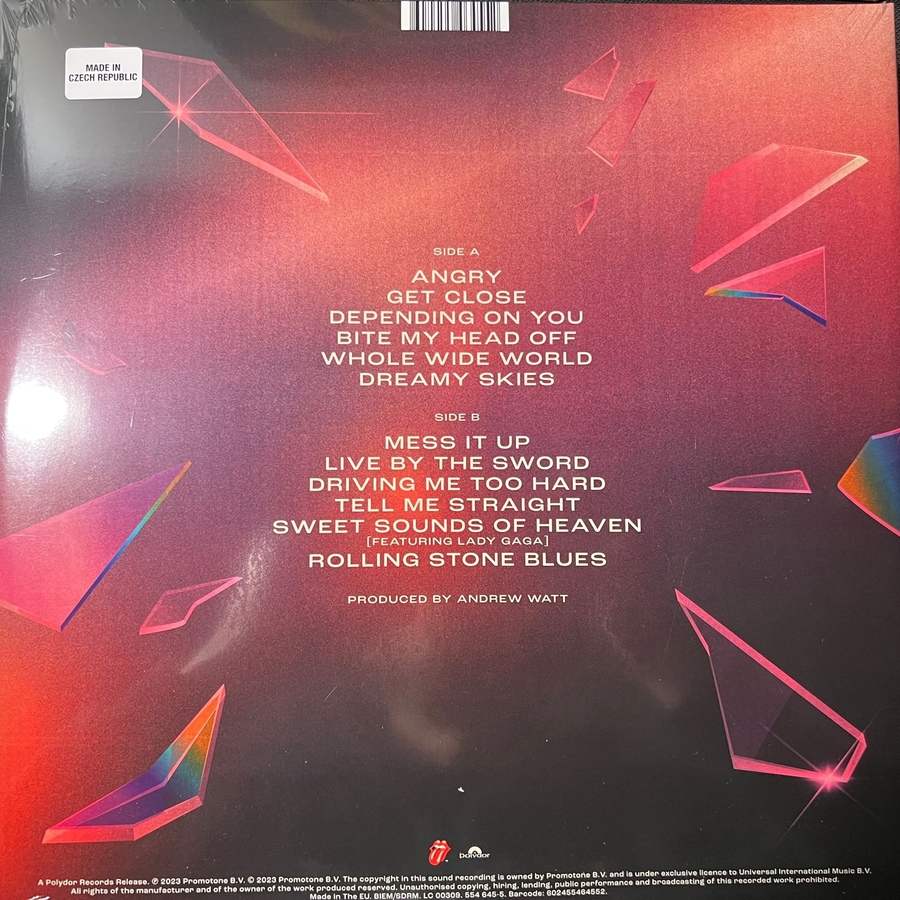 MADE IN
CZECH REPUBLIC
SIDE A
ANGRY
GET CLOSE
DEPENDING ON YOU
BITE MY HEAD OFF
WHOLE WIDE WORLD
DREAMY SKIES
SIDE B
MESS IT UP
LIVE BY THE SWORD
DRIVING ME TOO HARD
TELL ME STRAIGHT
SWEET SOUNDS OF HEAVEN
[FEATURING LADY GAGA]
ROLLING STONE BLUES
PRODUCED BY ANDREW WATT
polydor
A Polydor Records Release. ℗ 2023 Promotone B.V. © 2023 Promotone B.V. The copyright in this sound recording is owned by Promotone B.V. and is under exclusive licence to Universal International Music B.V.
All rights of the manufacturer and of the owner of the work produced reserved. Unauthorised copying, hiring, lending, public performance and broadcasting of this recorded work prohibited.
Made in The EU. BIEM/SDRM. LC 00309. 554 645-5. Barcode: 602455464552.